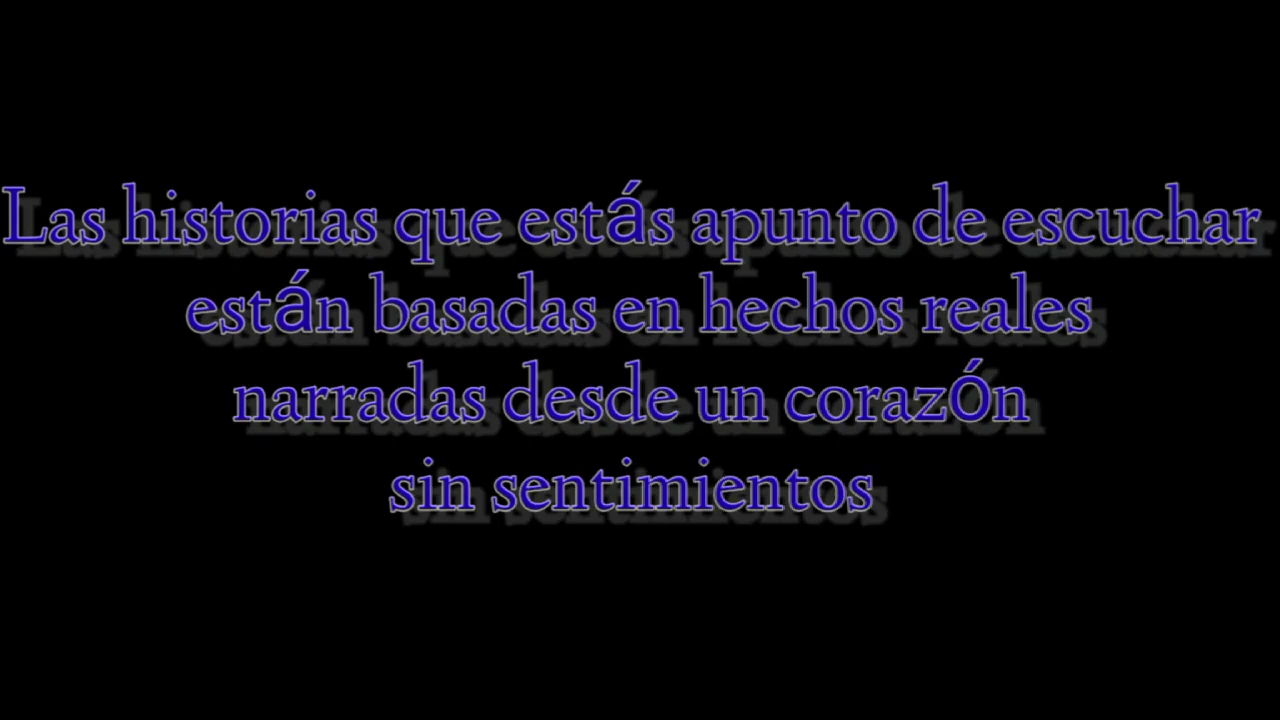 Las historias que estás apunto de escuchar
están basadas en hechos reales
narradas desde un corazón
sin sentimientos